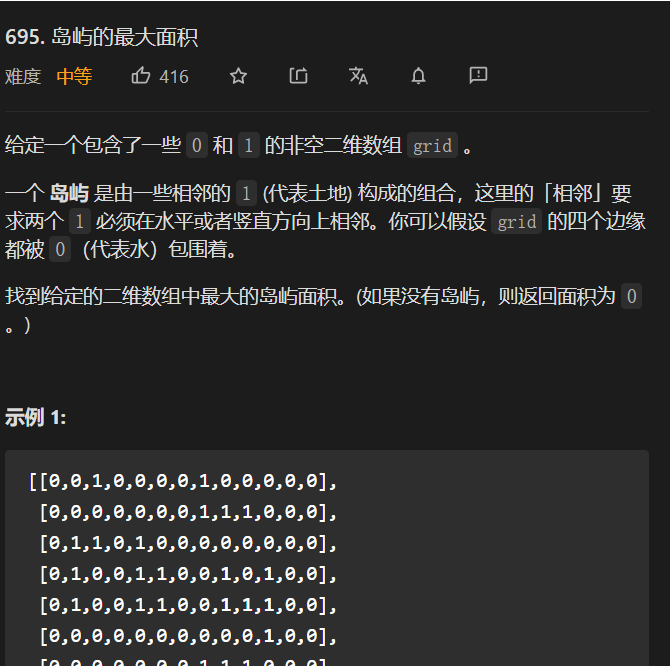 695. 岛屿的最大面积
难度 中等 416
给定一个包含了一些 0 和 1 的非空二维数组 grid 。
一个 岛屿 是由一些相邻的 1 (代表土地) 构成的组合，这里的「相邻」要
求两个 1 必须在水平或者竖直方向上相邻。你可以假设 grid 的四个边缘
都被 0 （代表水）包围着。
找到给定的二维数组中最大的岛屿面积。(如果没有岛屿，则返回面积为 0
。)
示例 1:
[[0,0,1,0,0,0,0,1,0,0,0,0,0],
[0,0,0,0,0,0,0,1,1,1,0,0,0],
[0,1,1,0,1,0,0,0,0,0,0,0,0],
[0,1,0,0,1,1,0,0,1,0,1,0,0],
[0,1,0,0,1,1,0,0,1,1,1,0,0],
[0,0,0,0,0,0,0,0,0,0,1,0,0],
[0,0,0,0,0,0,0,1,1,1,0,0,0],